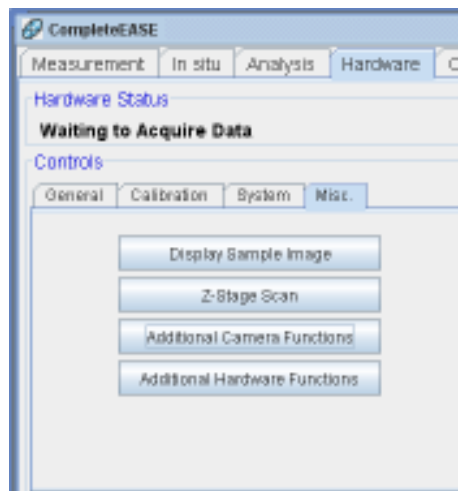 CompleteEASE
Measurement In situ Analysis Hardware
Hardware Status
Waiting to Acquire Data
Controls
General Calibration System Misc.
Display Sample Image
Z-Stage Scan
Additional Camera Functions
Additional Hardware Functions